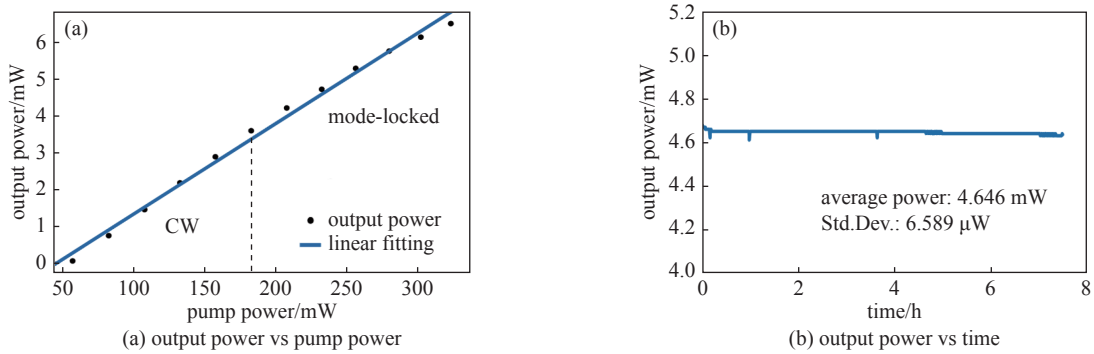 (a)
output power/mW
6
5
4
3
2
1
0
mode-locked
CW
output power
linear fitting
50 100 150 200 250 300
pump power/mW
(a) output power vs pump power
(b)
output power/mW
5.2
5.0
4.8
4.6
4.4
4.2
4.0
average power: 4.646 mW
Std.Dev.: 6.589 μW
0 2 4 6 8
time/h
(b) output power vs time